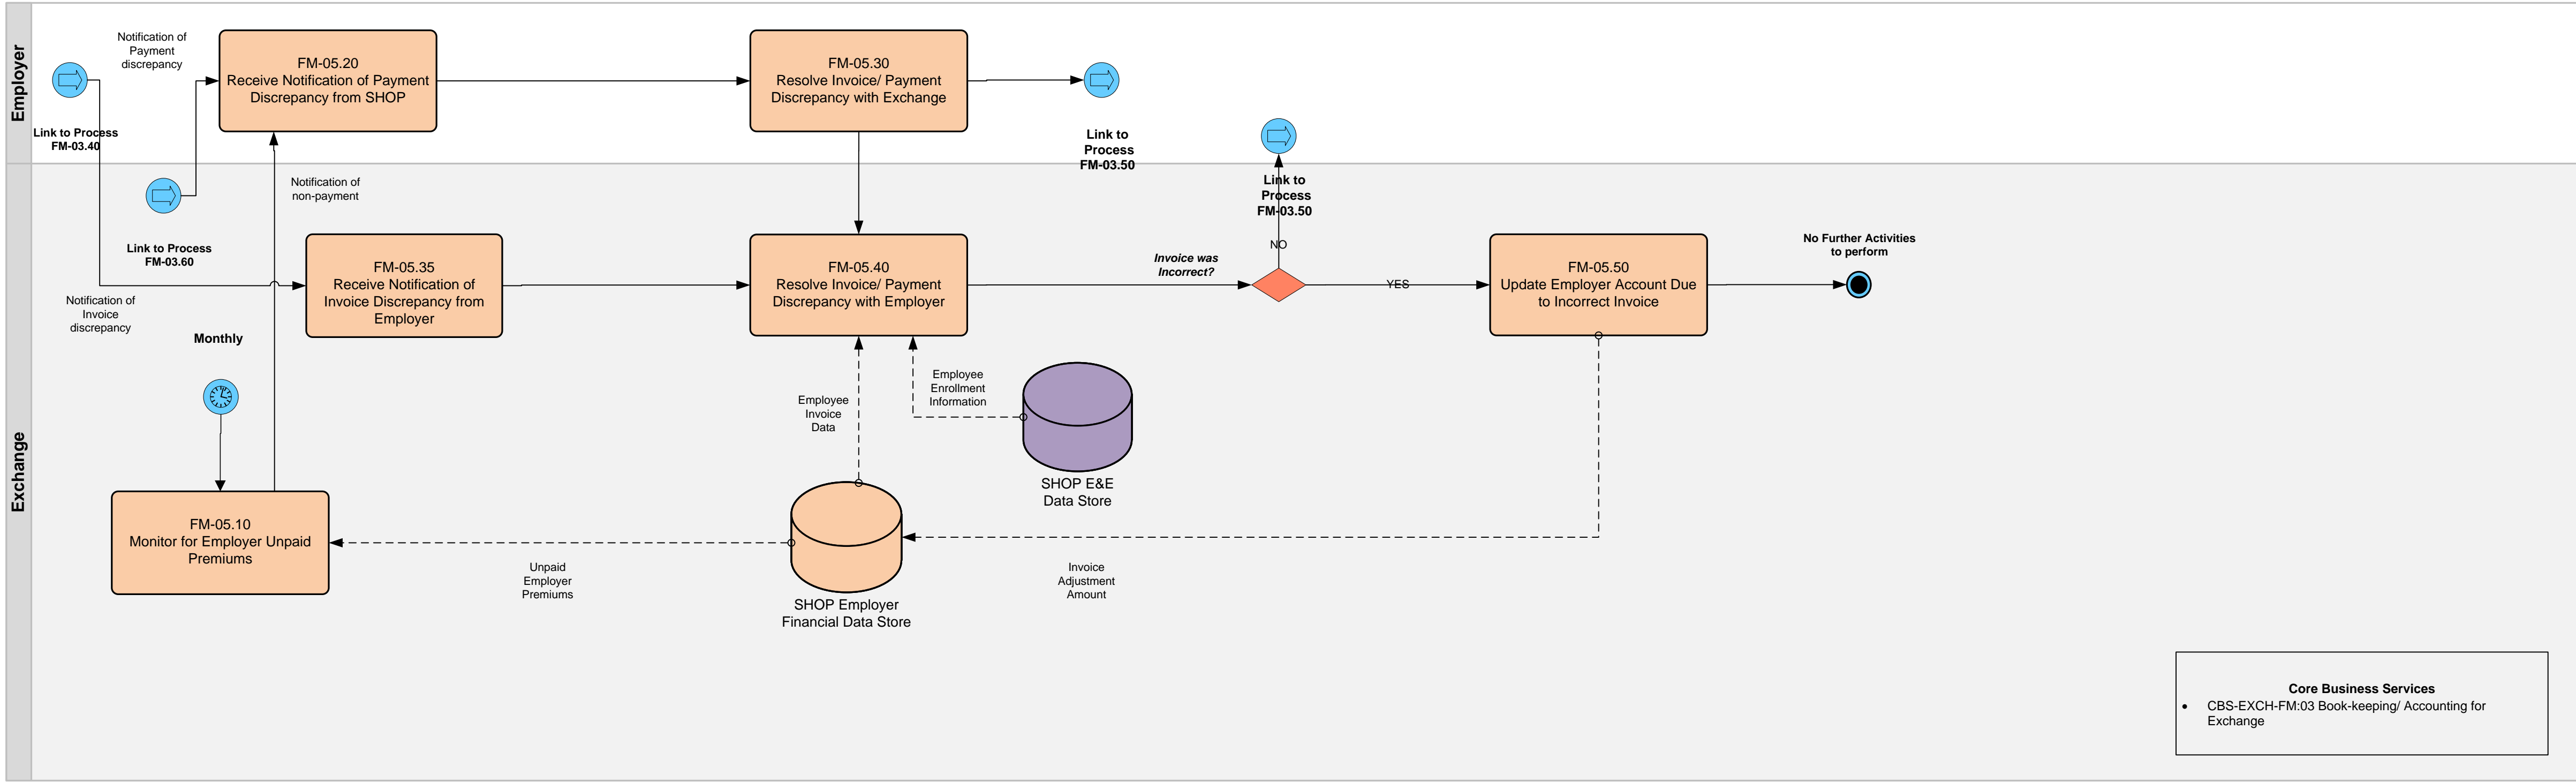 Employer
Notification of
Payment
discrepancy
FM-05.20
Receive Notification of Payment
Discrepancy from SHOP
FM-05.30
Resolve Invoice/ Payment
Discrepancy with Exchange
Link to Process
FM-03.40
Link to
Process
FM-03.50
Exchange
Notification of
non-payment
Link to
Process
FM-03.50
Link to Process
FM-03.60
NO
FM-05.35
Receive Notification of
Invoice Discrepancy from
Employer
FM-05.40
Resolve Invoice/ Payment
Discrepancy with Employer
Invoice was
Incorrect?
YES
FM-05.50
Update Employer Account Due
to Incorrect Invoice
No Further Activities
to perform
Notification of
Invoice
discrepancy
Monthly
Employee
Invoice
Data
Employee
Enrollment
Information
SHOP E&E
Data Store
FM-05.10
Monitor for Employer Unpaid
Premiums
Unpaid
Employer
Premiums
SHOP Employer
Financial Data Store
Invoice
Adjustment
Amount
Core Business Services
• CBS-EXCH-FM:03 Book-keeping/ Accounting for
Exchange